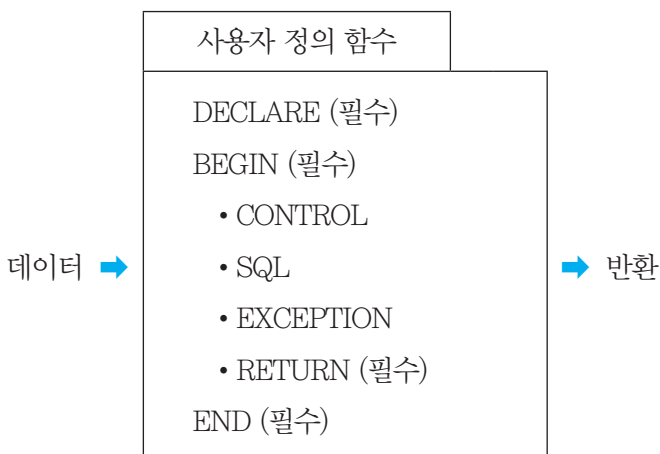 사용자 정의 함수
DECLARE (필수)
BEGIN (필수)
• CONTROL
데이터 ➡ • SQL ➡ 반환
• EXCEPTION
• RETURN (필수)
END (필수)